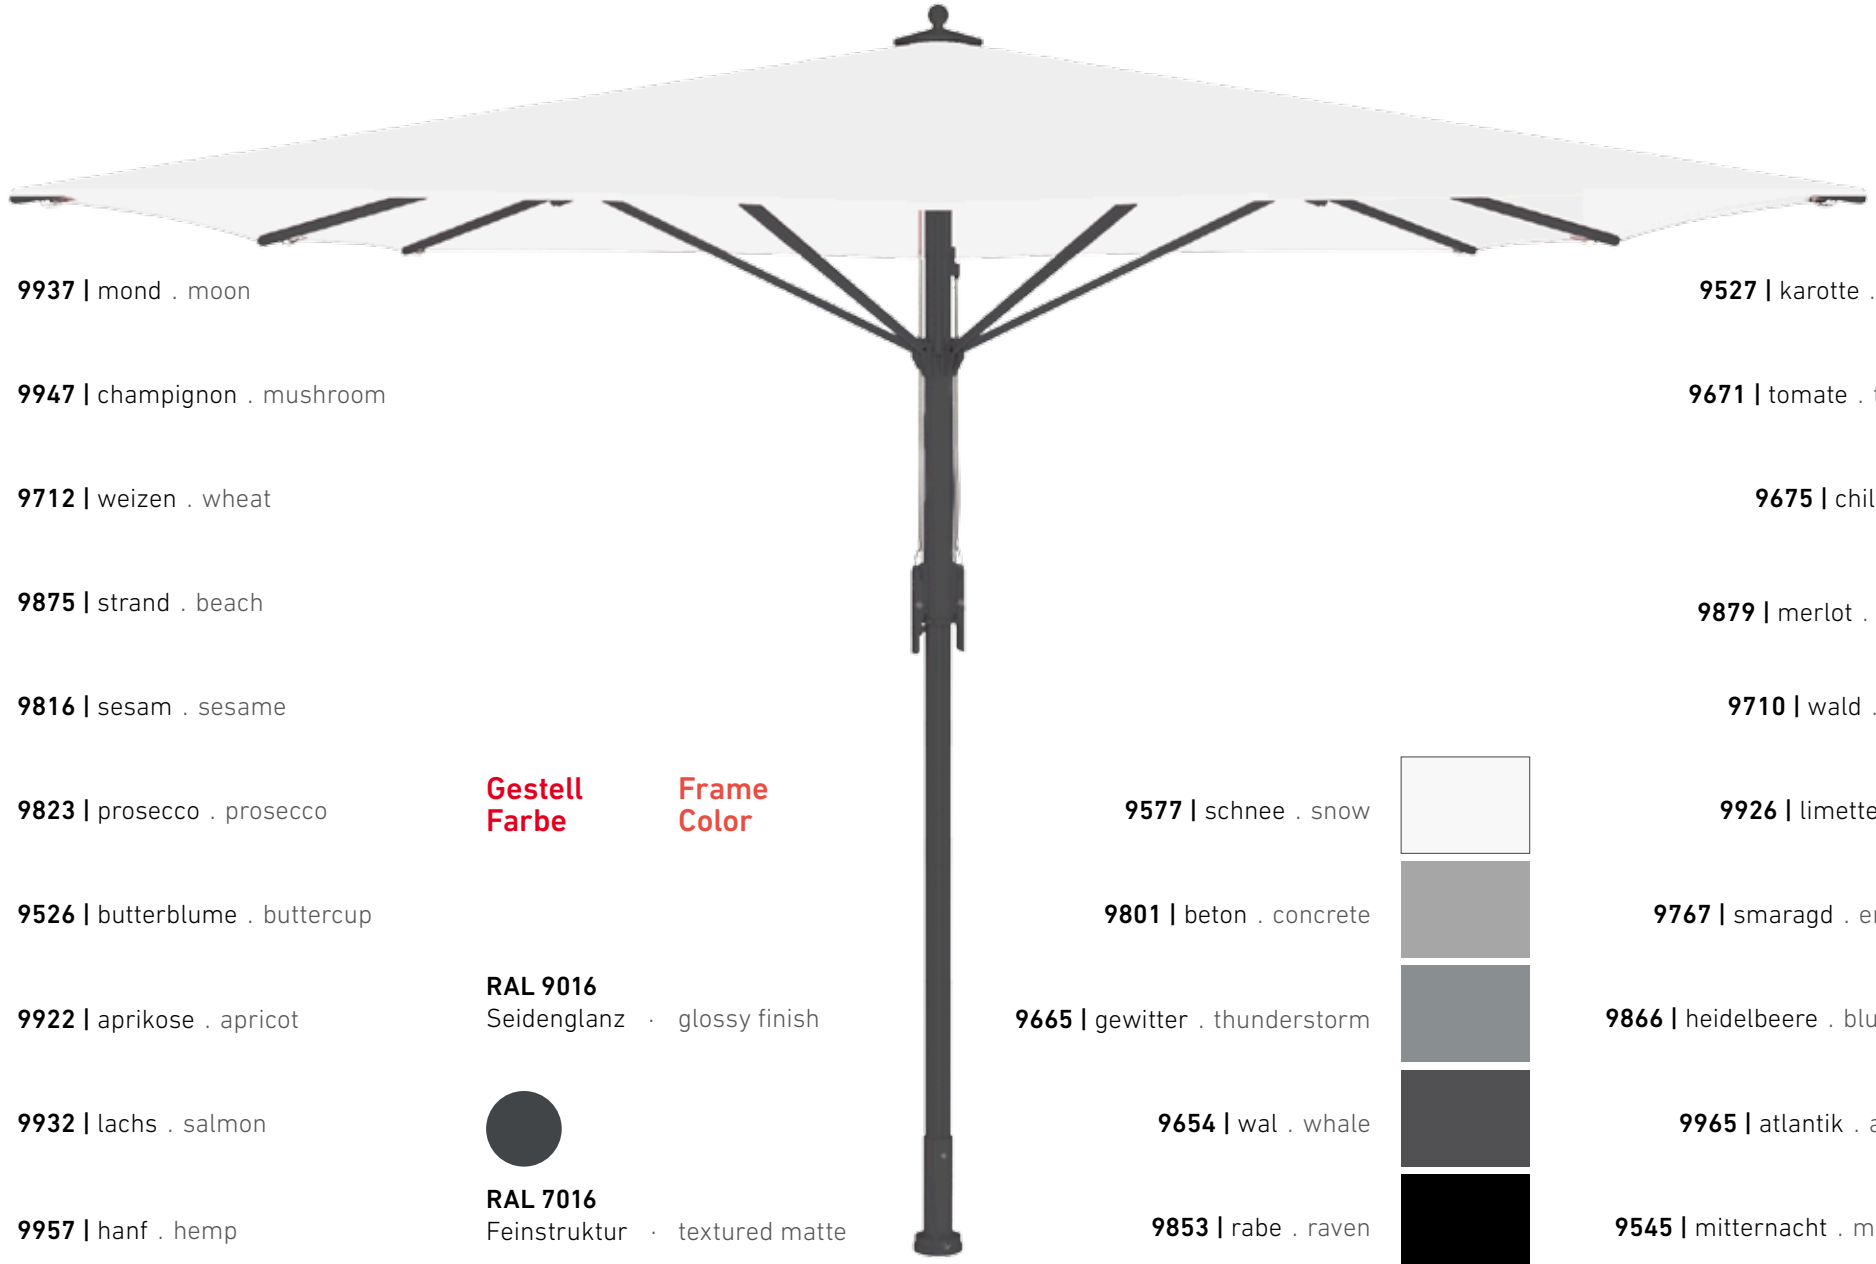 9937 | mond . moon
9947 | champignon . mushroom
9712 | weizen . wheat
9875 | strand . beach
9816 | sesam . sesame
9823 | prosecco . prosecco
9526 | butterblume . buttercup
9922 | aprikose . apricot
9932 | lachs . salmon
9957 | hanf . hemp
Gestell
Farbe
Frame
Color
RAL 9016
Seidenglanz · glossy finish
RAL 7016
Feinstruktur · textured matte
9577 | schnee . snow
9801 | beton . concrete
9665 | gewitter . thunderstorm
9654 | wal . whale
9853 | rabe . raven
9527 | karotte .
9671 | tomate .
9675 |
9879 | merlot .
9710 | wald .
9926 | limette
9767 | smaragd .
9866 | heidelbeere .
9965 | atlantik .
9545 | mitternacht .